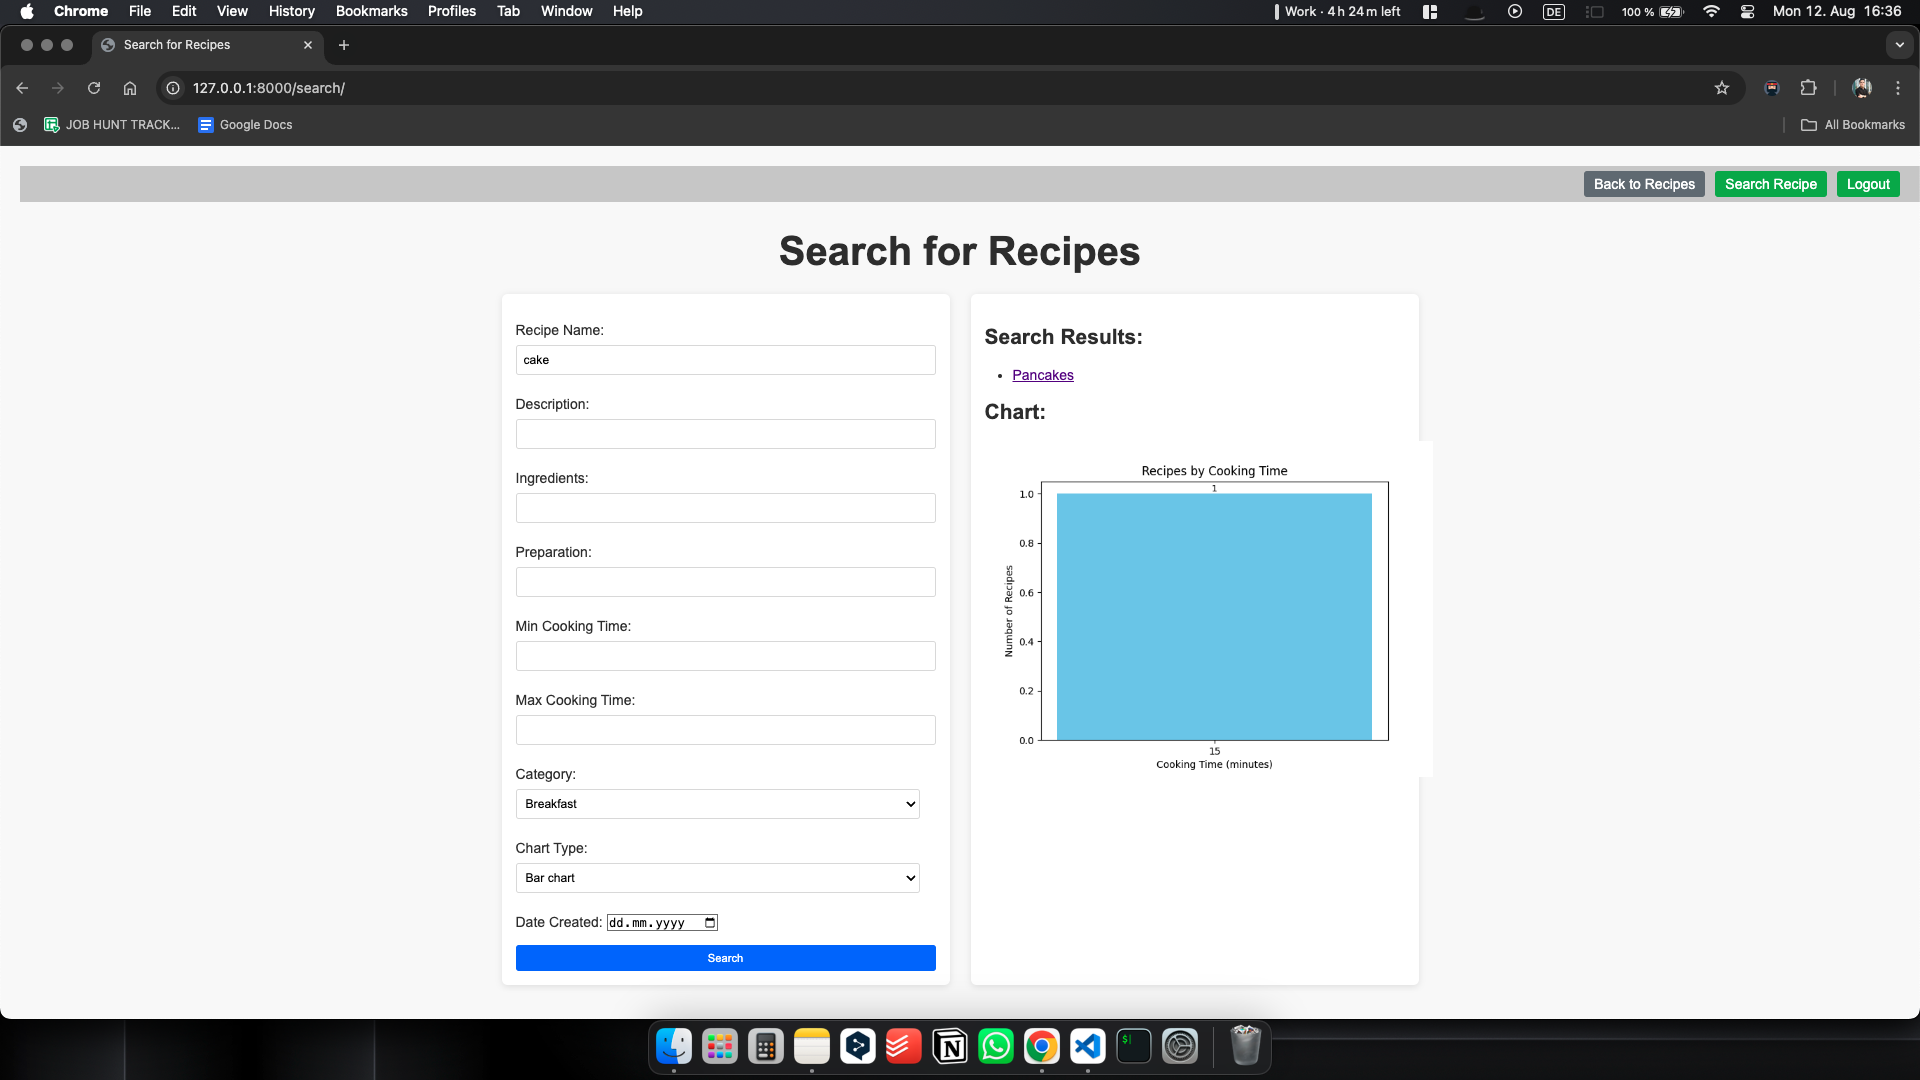 Chrome File Edit View History Bookmarks Profiles Tab Window Help Work · 4 h 24 m left DE 100 % Mon 12. Aug 16:36
Search for Recipes
127.0.0.1:8000/search/
JOB HUNT TRACK... Google Docs All Bookmarks
Back to Recipes Search Recipe Logout
Search for Recipes
Recipe Name:
cake
Description:
Ingredients:
Preparation:
Min Cooking Time:
Max Cooking Time:
Category:
Breakfast
Chart Type:
Bar chart
Date Created: dd.mm.yyyy
Search
Search Results:
• Pancakes
Chart:
Recipes by Cooking Time
1
1.0
0.8
0.6
0.4
0.2
0.0
Number of Recipes
15
Cooking Time (minutes)